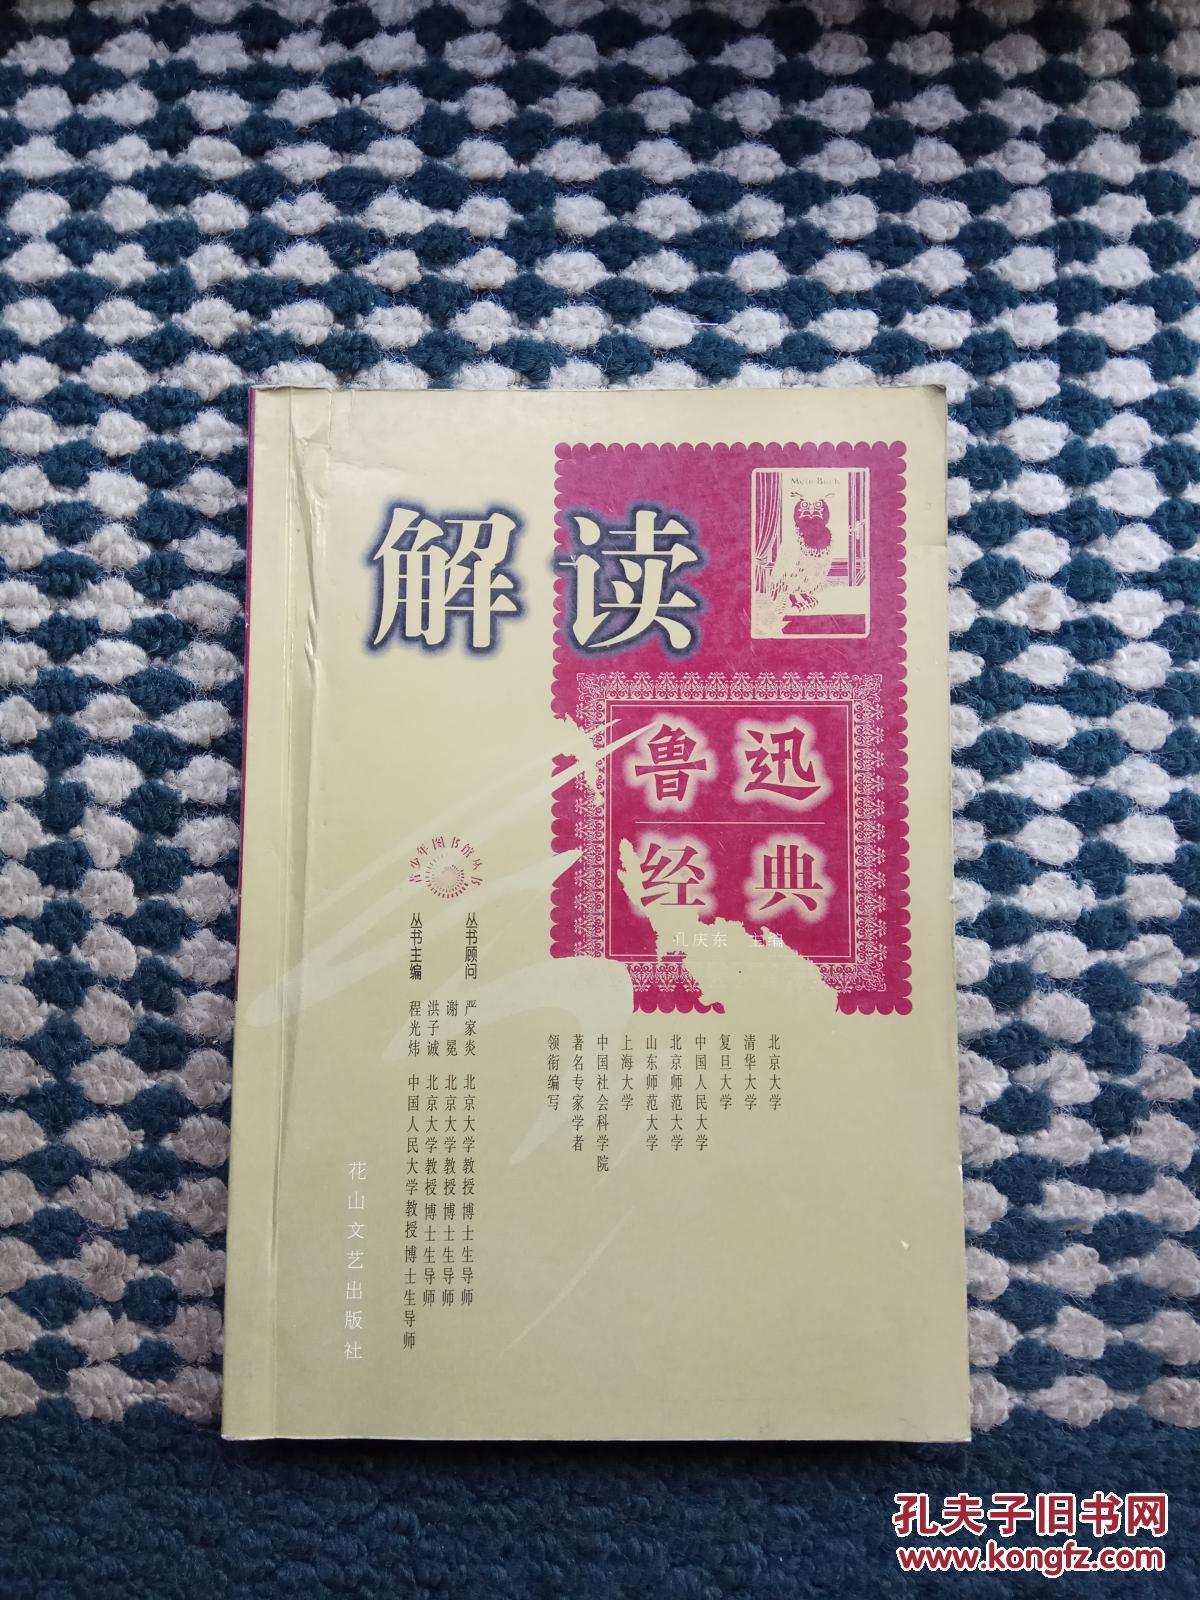 解读
Mein Buch
鲁迅
经典
孔庆东 主编
青少年图书馆丛书
丛书顾问
严家炎 北京大学教授 博士生导师
谢冕 北京大学教授 博士生导师
洪子诚 北京大学教授 博士生导师
丛书主编
程光炜 中国人民大学教授 博士生导师
北京大学
清华大学
复旦大学
中国人民大学
北京师范大学
山东师范大学
上海大学
中国社会科学院
著名专家学者
领衔编写
花山文艺出版社
孔夫子旧书网
www.kongfz.com